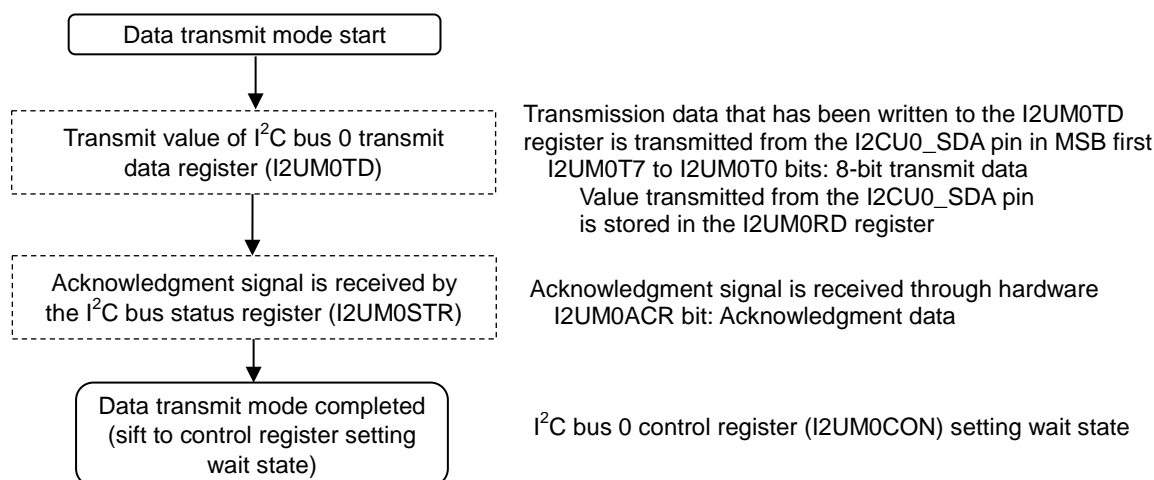 Data transmit mode start
Transmit value of I²C bus 0 transmit
data register (I2UM0TD)
Transmission data that has been written to the I2UM0TD
register is transmitted from the I2CU0_SDA pin in MSB first
I2UM0T7 to I2UM0T0 bits: 8-bit transmit data
Value transmitted from the I2CU0_SDA pin
is stored in the I2UM0RD register
Acknowledgment signal is received by
the I²C bus status register (I2UM0STR)
Acknowledgment signal is received through hardware
I2UM0ACR bit: Acknowledgment data
Data transmit mode completed
(sift to control register setting
wait state)
I²C bus 0 control register (I2UM0CON) setting wait state